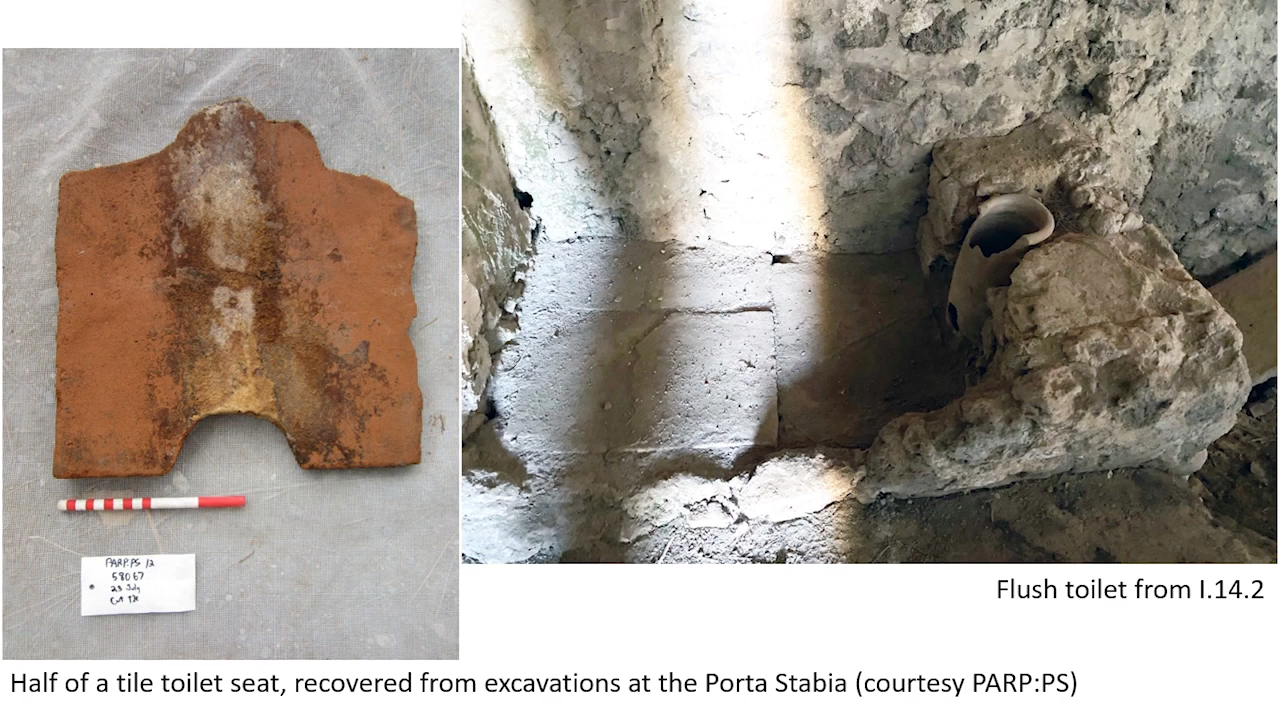 PARP:PS 12
58067
23 July
Flush toilet from I.14.2
Half of a tile toilet seat, recovered from excavations at the Porta Stabia (courtesy PARP:PS)